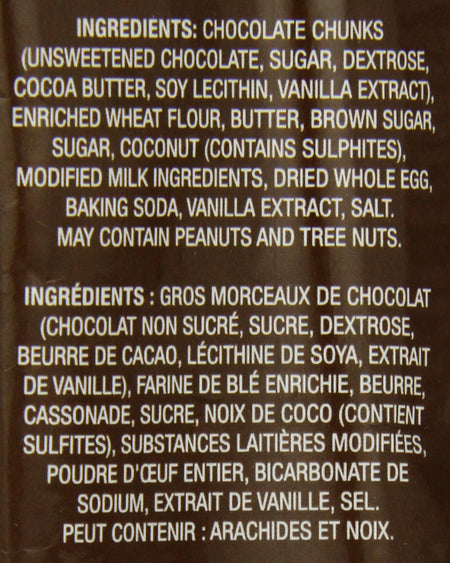 INGREDIENTS: CHOCOLATE CHUNKS
(UNSWEETENED CHOCOLATE, SUGAR, DEXTROSE,
COCOA BUTTER, SOY LECITHIN, VANILLA EXTRACT),
ENRICHED WHEAT FLOUR, BUTTER, BROWN SUGAR,
SUGAR, COCONUT (CONTAINS SULPHITES),
MODIFIED MILK INGREDIENTS, DRIED WHOLE EGG,
BAKING SODA, VANILLA EXTRACT, SALT.
MAY CONTAIN PEANUTS AND TREE NUTS.
INGRÉDIENTS : GROS MORCEAUX DE CHOCOLAT
(CHOCOLAT NON SUCRÉ, SUCRE, DEXTROSE,
BEURRE DE CACAO, LÉCITHINE DE SOYA, EXTRAIT
DE VANILLE), FARINE DE BLÉ ENRICHIE, BEURRE,
CASSONADE, SUCRE, NOIX DE COCO (CONTIENT
SULFITES), SUBSTANCES LAITIÈRES MODIFIÉES,
POUDRE D'ŒUF ENTIER, BICARBONATE DE
SODIUM, EXTRAIT DE VANILLE, SEL.
PEUT CONTENIR : ARACHIDES ET NOIX.